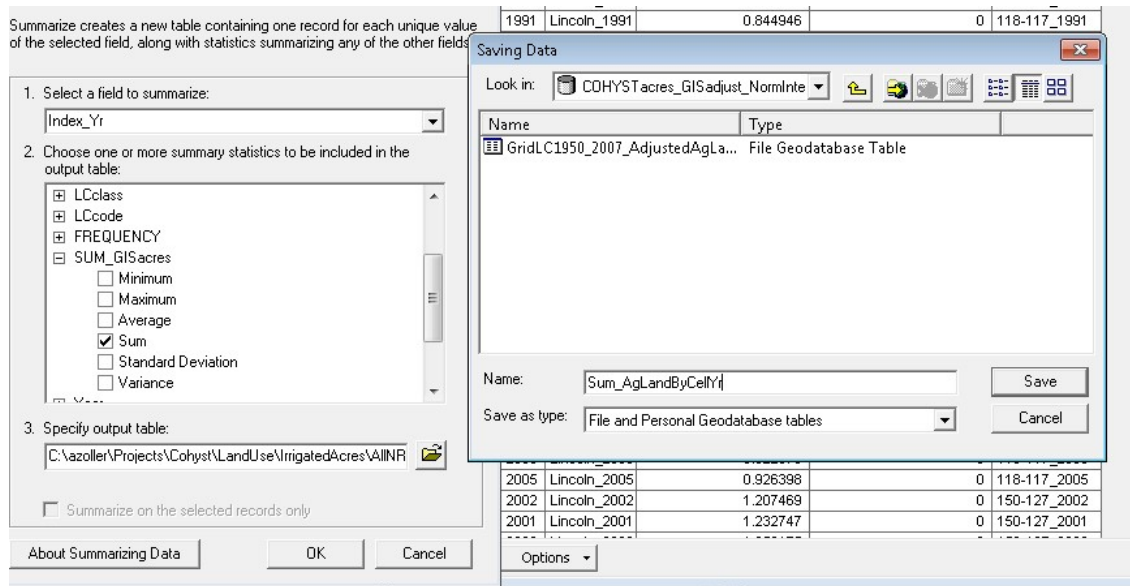 Summarize creates a new table containing one record for each unique value
of the selected field, along with statistics summarizing any of the other fields
1. Select a field to summarize:
Index_Yr
2. Choose one or more summary statistics to be included in the
output table:
LCclass
LCcode
FREQUENCY
SUM_GISacres
Minimum
Maximum
Average
Sum
Standard Deviation
Variance
3. Specify output table:
C:\azoller\Projects\Cohyst\LandUse\IrrigatedAcres\AllNR
Summarize on the selected records only
About Summarizing Data OK Cancel
1991 Lincoln_1991 0.844946 0 118-117_1991
Saving Data
Look in: COHYSTacres_GISadjust_NormInte
Name Type
GridLC1950_2007_AdjustedAgLa... File Geodatabase Table
Name: Sum_AgLandByCellYr Save
Save as type: File and Personal Geodatabase tables Cancel
2005 Lincoln_2005 0.926398 0 118-117_2005
2002 Lincoln_2002 1.207469 0 150-127_2002
2001 Lincoln_2001 1.232747 0 150-127_2001
Options